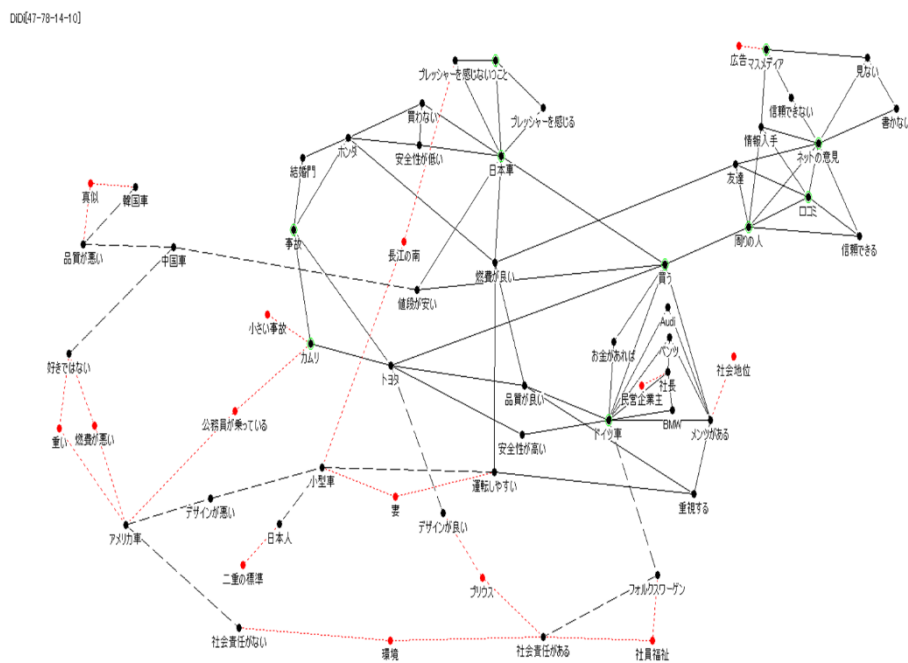 DiDi[47-78-14-10]
広告
マスメディア
見ない
プレッシャーを感じないうこと
信頼できない
書かない
買わない
プレッシャーを感じる
情報入手
ホンダ
安全性が低い
ネットの意見
結婚門
日本車
友達
真似
韓国車
口コミ
事故
周りの人
品質が悪い
中国車
長江の南
信頼できる
燃費が良い
買う
値段が安い
小さい事故
Audi
カムリ
お金があれば
ベンツ
好きではない
トヨタ
社長
社会地位
品質が良い
民営企業主
公務員が乗っている
BMW
重い
燃費が悪い
ドイツ車
メンツがある
安全性が高い
小型車
運転しやすい
デザインが悪い
妻
重視する
アメリカ車
日本人
デザインが良い
二重の標準
プリウス
フォルクスワーゲン
社会責任がない
環境
社会責任がある
社員福祉